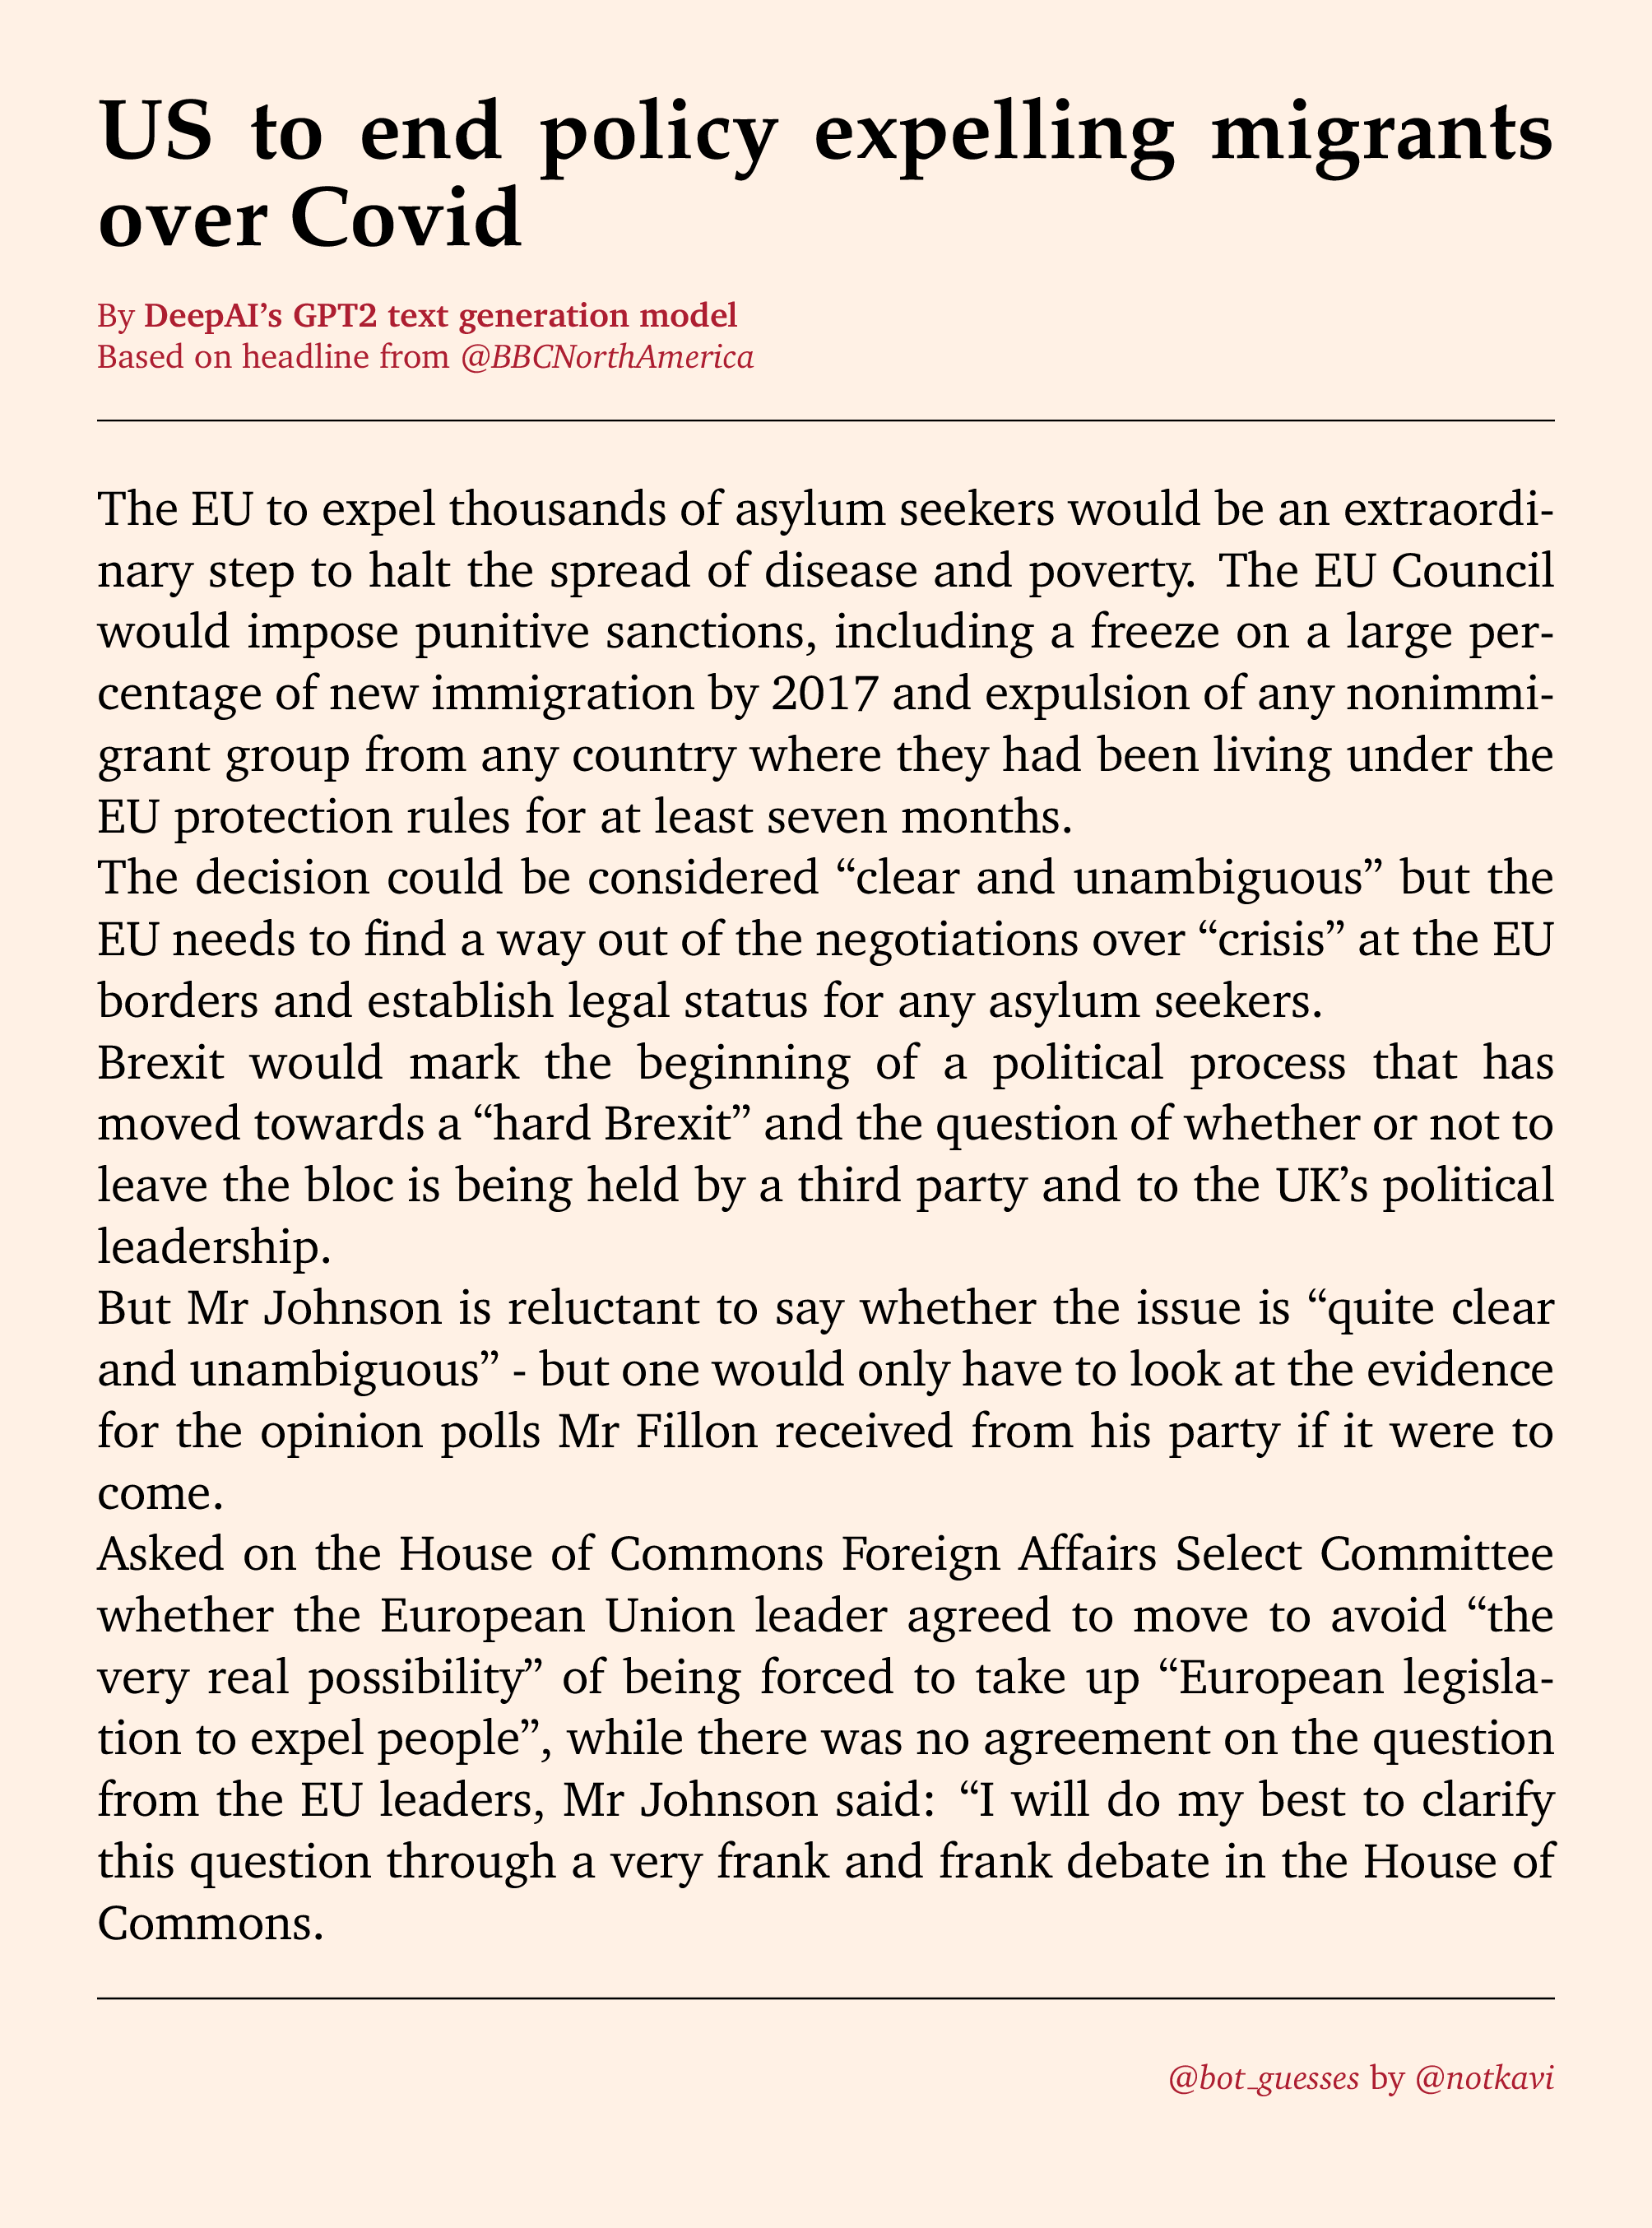 US to end policy expelling migrants
over Covid
By DeepAI’s GPT2 text generation model
Based on headline from @BBCNorthAmerica
The EU to expel thousands of asylum seekers would be an extraordi-
nary step to halt the spread of disease and poverty. The EU Council
would impose punitive sanctions, including a freeze on a large per-
centage of new immigration by 2017 and expulsion of any nonimmi-
grant group from any country where they had been living under the
EU protection rules for at least seven months.
The decision could be considered “clear and unambiguous” but the
EU needs to find a way out of the negotiations over “crisis” at the EU
borders and establish legal status for any asylum seekers.
Brexit would mark the beginning of a political process that has
moved towards a “hard Brexit” and the question of whether or not to
leave the bloc is being held by a third party and to the UK’s political
leadership.
But Mr Johnson is reluctant to say whether the issue is “quite clear
and unambiguous” - but one would only have to look at the evidence
for the opinion polls Mr Fillon received from his party if it were to
come.
Asked on the House of Commons Foreign Affairs Select Committee
whether the European Union leader agreed to move to avoid “the
very real possibility” of being forced to take up “European legisla-
tion to expel people”, while there was no agreement on the question
from the EU leaders, Mr Johnson said: “I will do my best to clarify
this question through a very frank and frank debate in the House of
Commons.
@bot_guesses by @notkavi